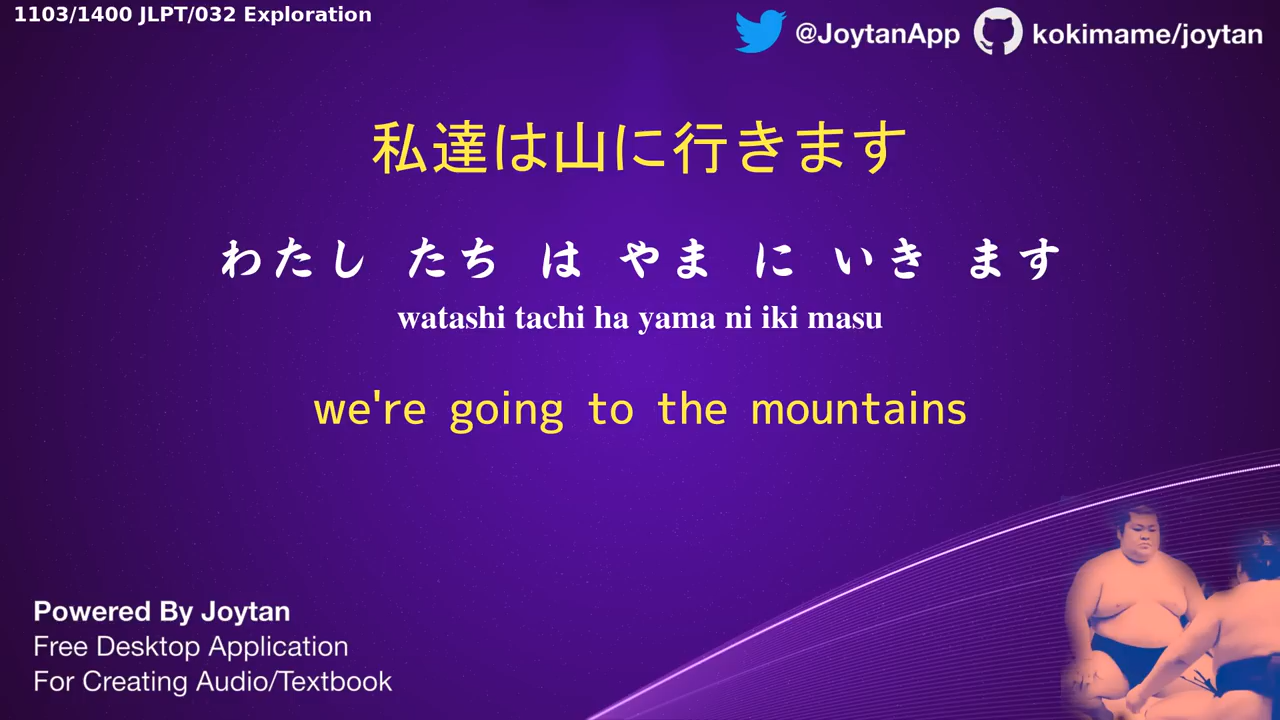 1103/1400 JLPT/032 Exploration
@JoytanApp kokimame/joytan
私達は山に行きます
わたし たち は やま に いき ます
watashi tachi ha yama ni iki masu
we're going to the mountains
Powered By Joytan
Free Desktop Application
For Creating Audio/Textbook